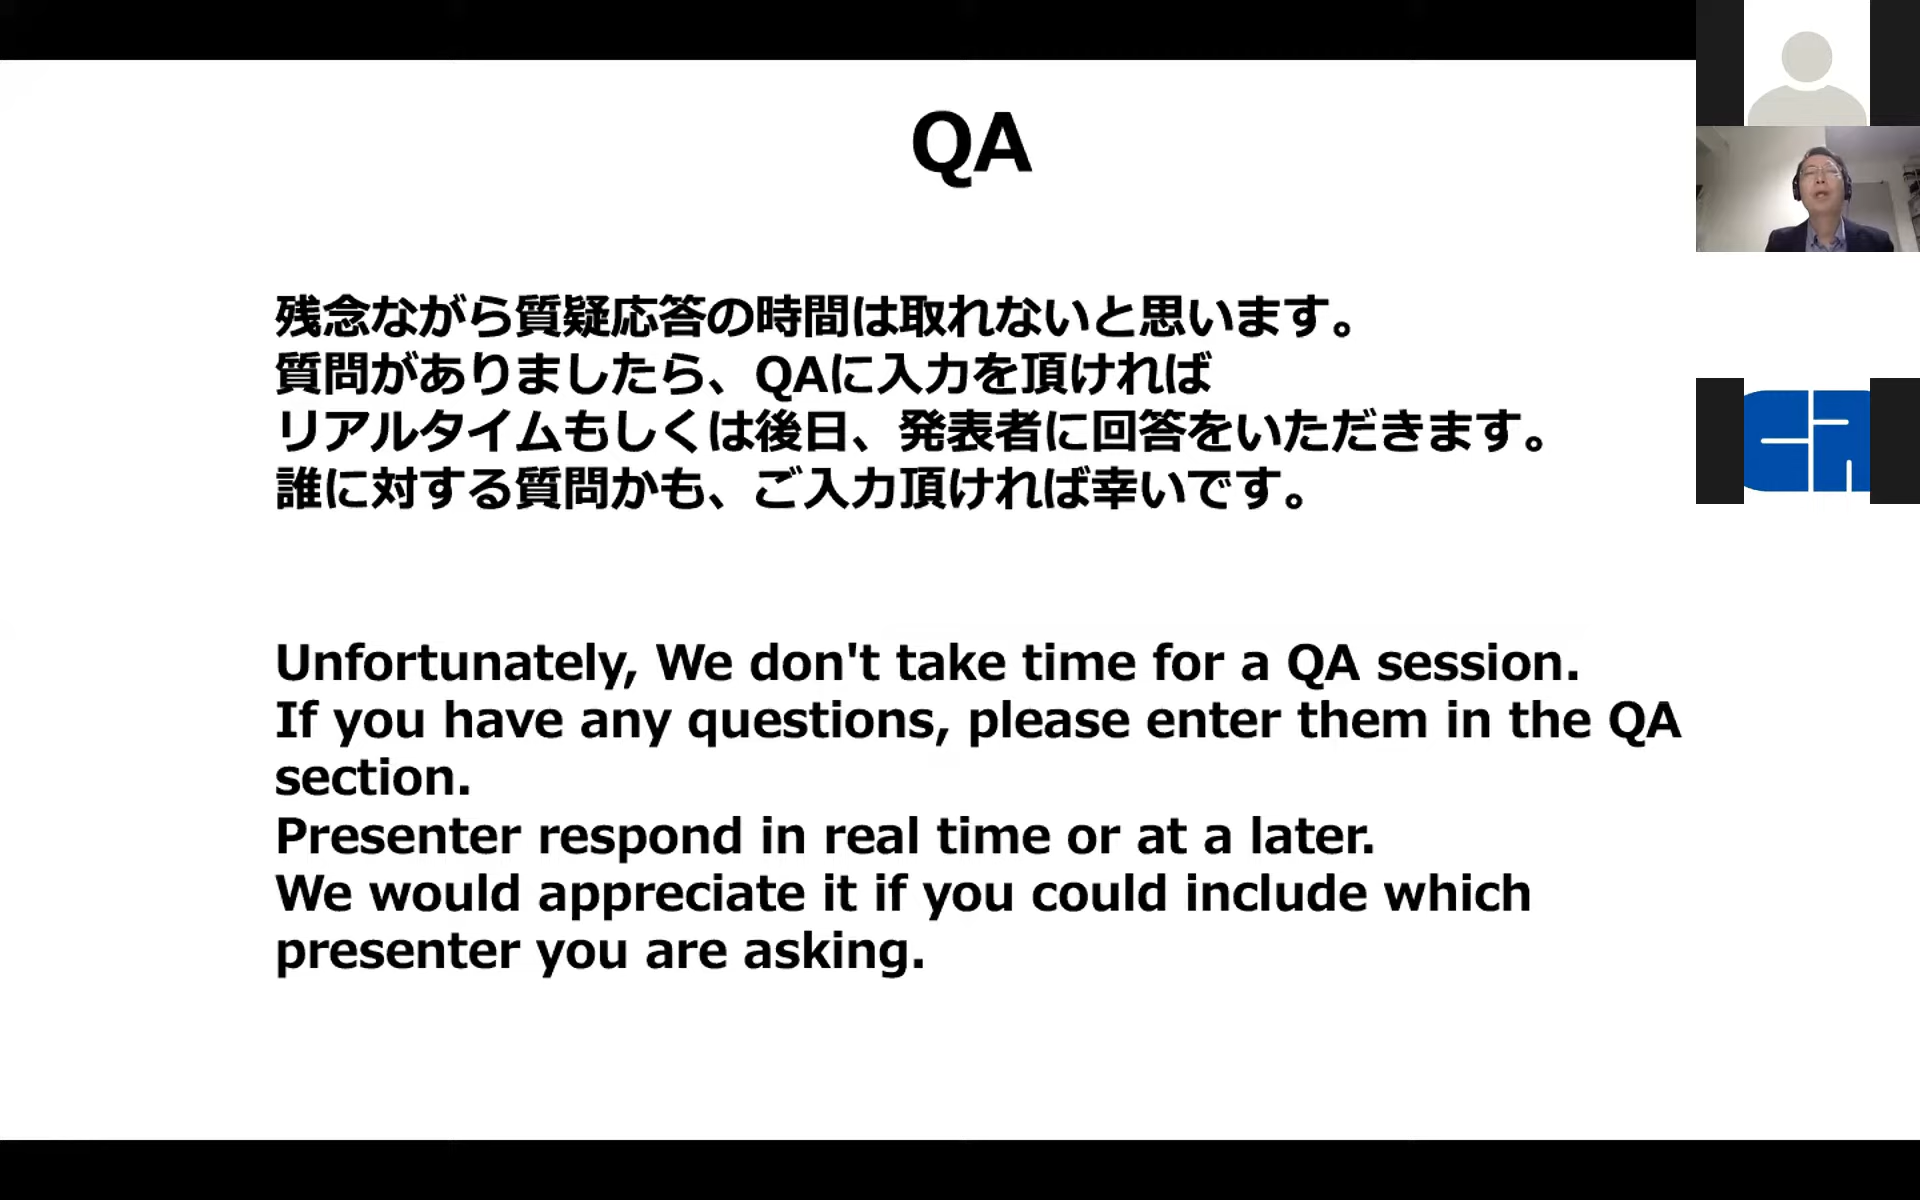 QA
残念ながら質疑応答の時間は取れないと思います。
質問がありましたら、QAに入力を頂ければ
リアルタイムもしくは後日、発表者に回答をいただきます。
誰に対する質問かも、ご入力頂ければ幸いです。
Unfortunately, We don't take time for a QA session.
If you have any questions, please enter them in the QA
section.
Presenter respond in real time or at a later.
We would appreciate it if you could include which
presenter you are asking.